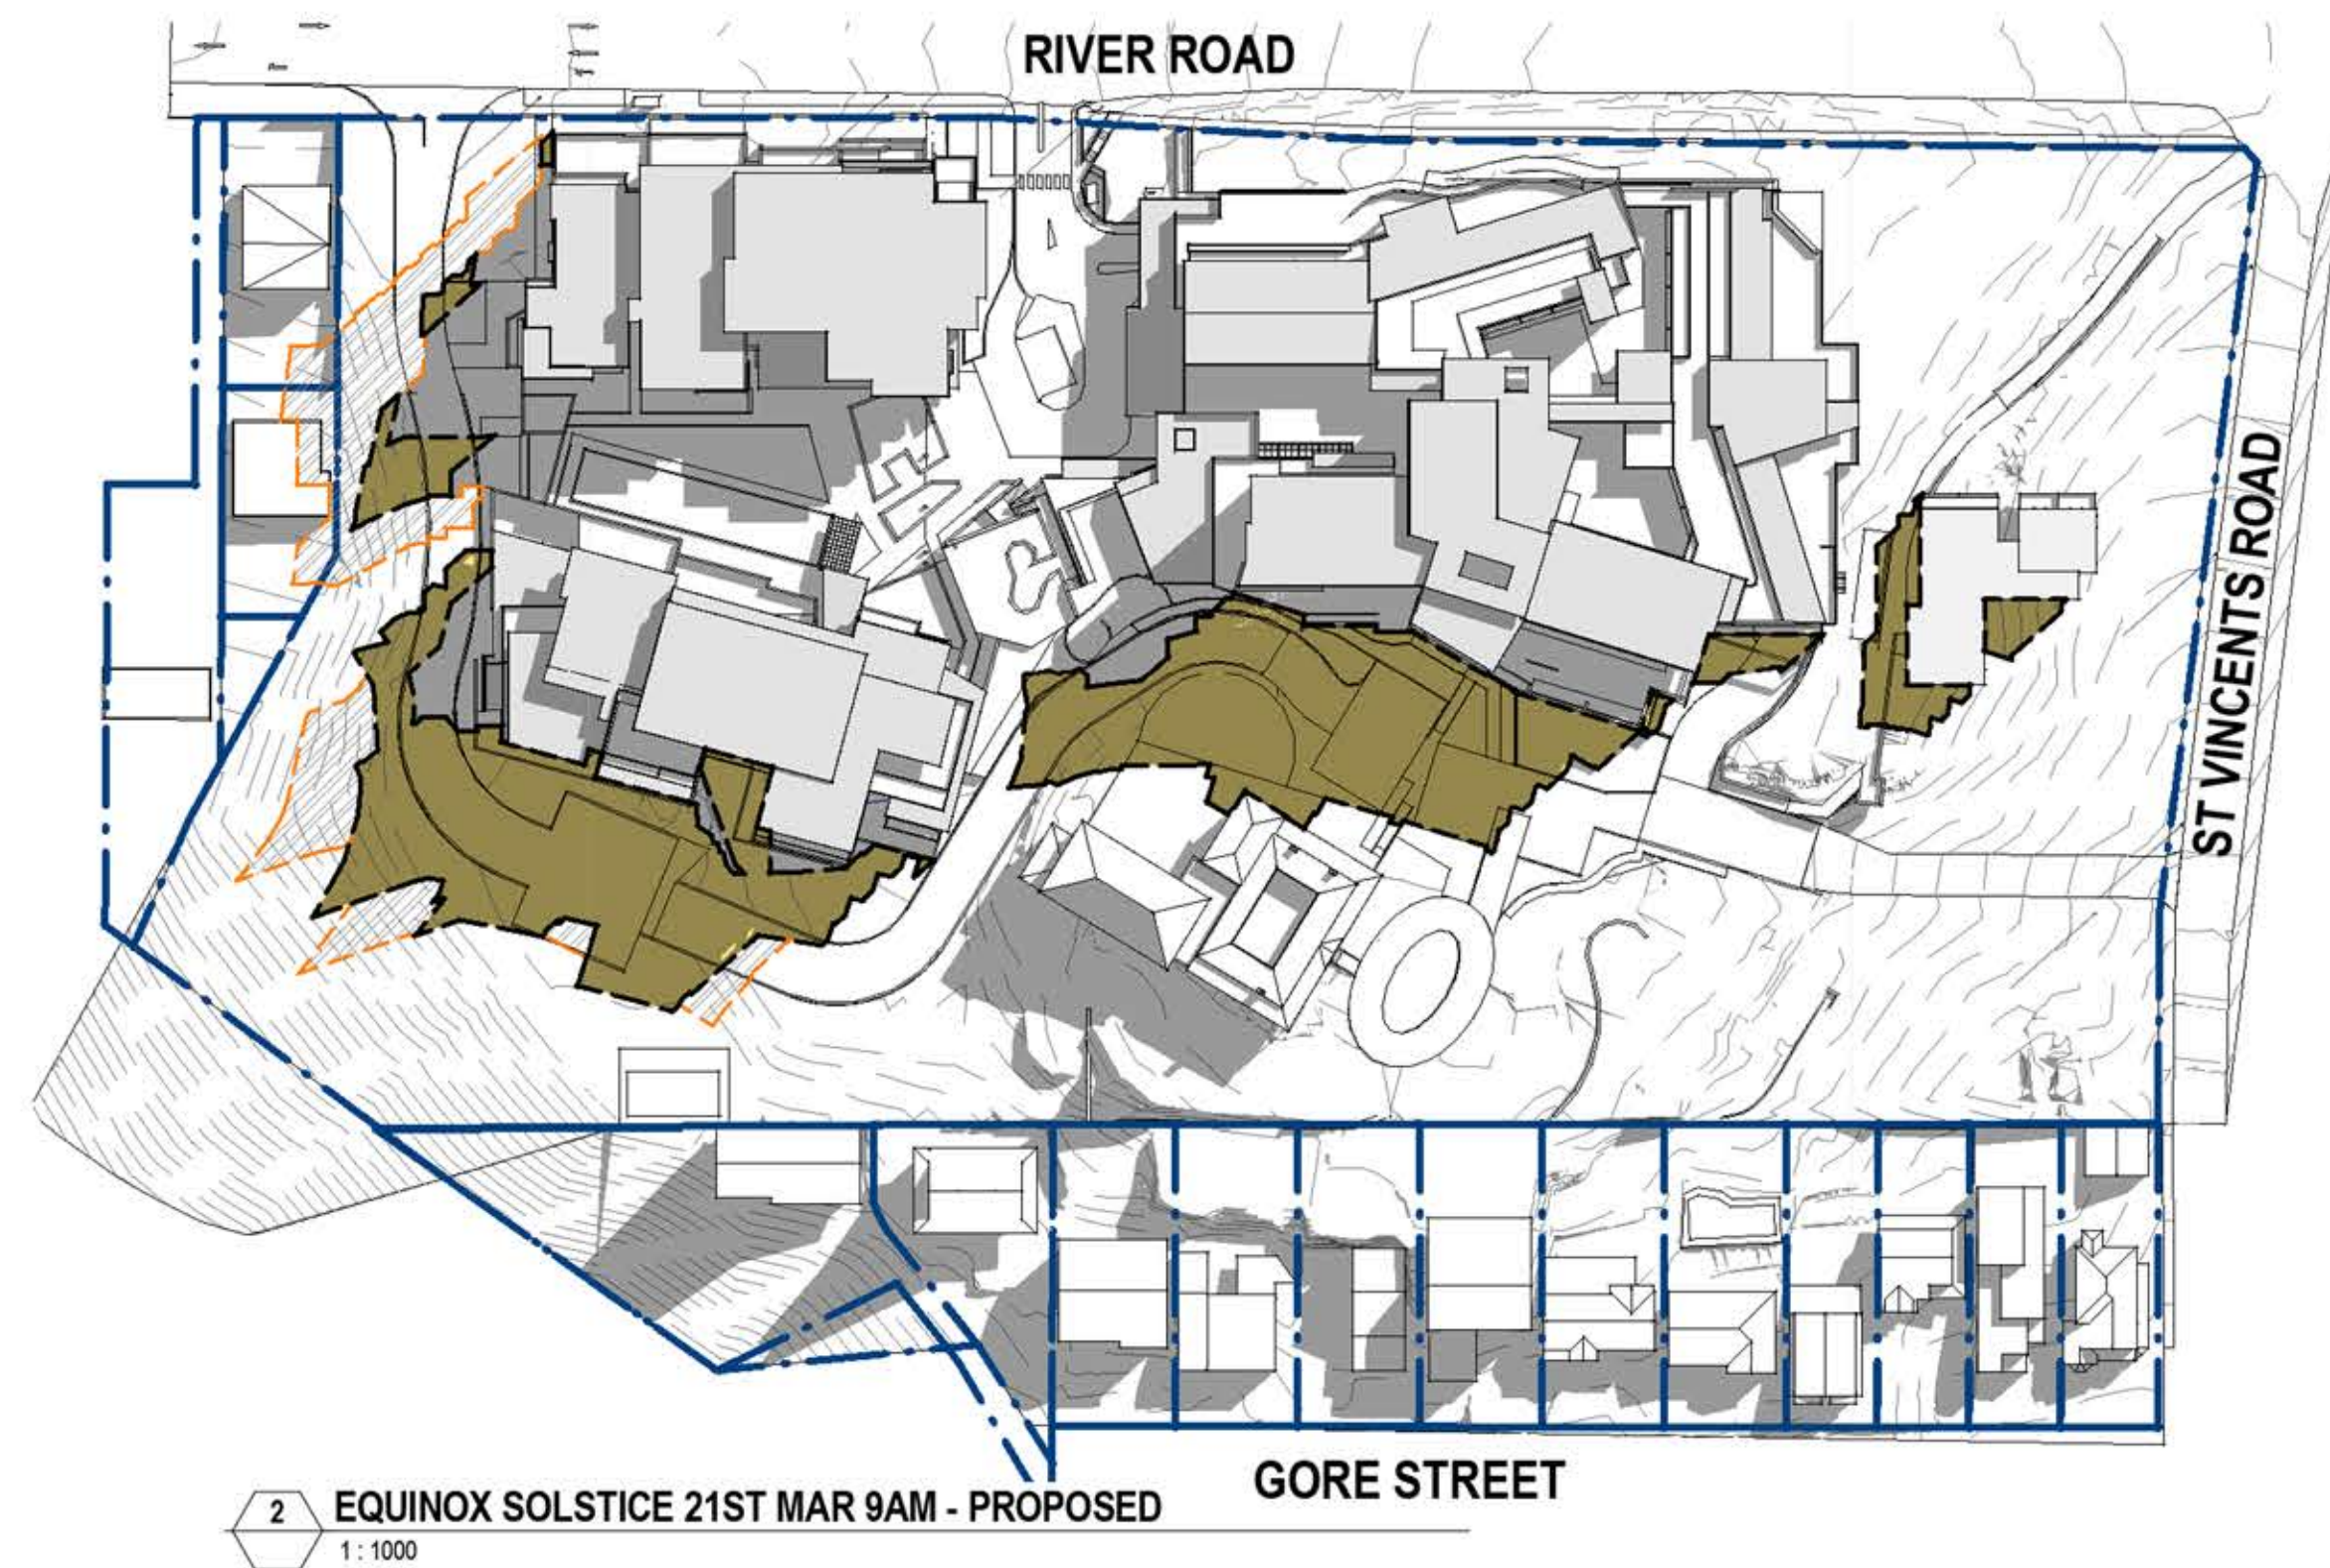 RIVER ROAD
ST VINCENTS ROAD
GORE STREET
2
EQUINOX SOLSTICE 21ST MAR 9AM - PROPOSED
1 : 1000